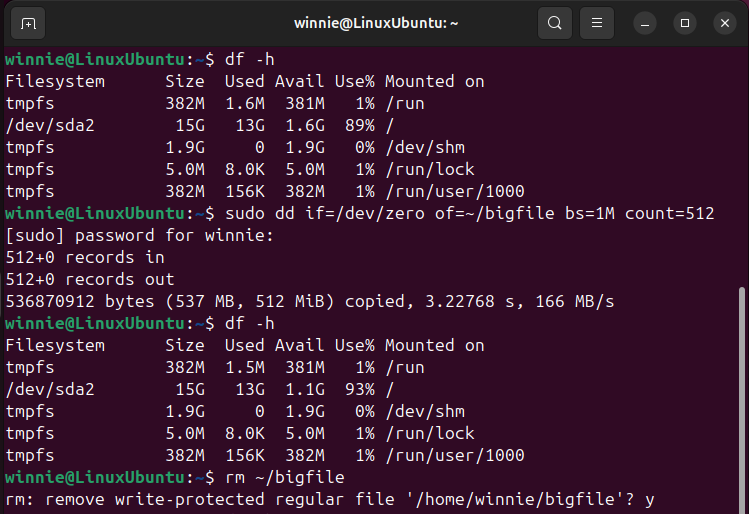 winnie@LinuxUbuntu: ~
winnie@LinuxUbuntu:~$ df -h
Filesystem      Size  Used Avail Use% Mounted on
tmpfs           382M  1.6M  381M   1% /run
/dev/sda2        15G   13G  1.6G  89% /
tmpfs           1.9G     0  1.9G   0% /dev/shm
tmpfs           5.0M  8.0K  5.0M   1% /run/lock
tmpfs           382M  156K  382M   1% /run/user/1000
winnie@LinuxUbuntu:~$ sudo dd if=/dev/zero of=~/bigfile bs=1M count=512
[sudo] password for winnie:
512+0 records in
512+0 records out
536870912 bytes (537 MB, 512 MiB) copied, 3.22768 s, 166 MB/s
winnie@LinuxUbuntu:~$ df -h
Filesystem      Size  Used Avail Use% Mounted on
tmpfs           382M  1.5M  381M   1% /run
/dev/sda2        15G   13G  1.1G  93% /
tmpfs           1.9G     0  1.9G   0% /dev/shm
tmpfs           5.0M  8.0K  5.0M   1% /run/lock
tmpfs           382M  156K  382M   1% /run/user/1000
winnie@LinuxUbuntu:~$ rm ~/bigfile
rm: remove write-protected regular file '/home/winnie/bigfile'? y